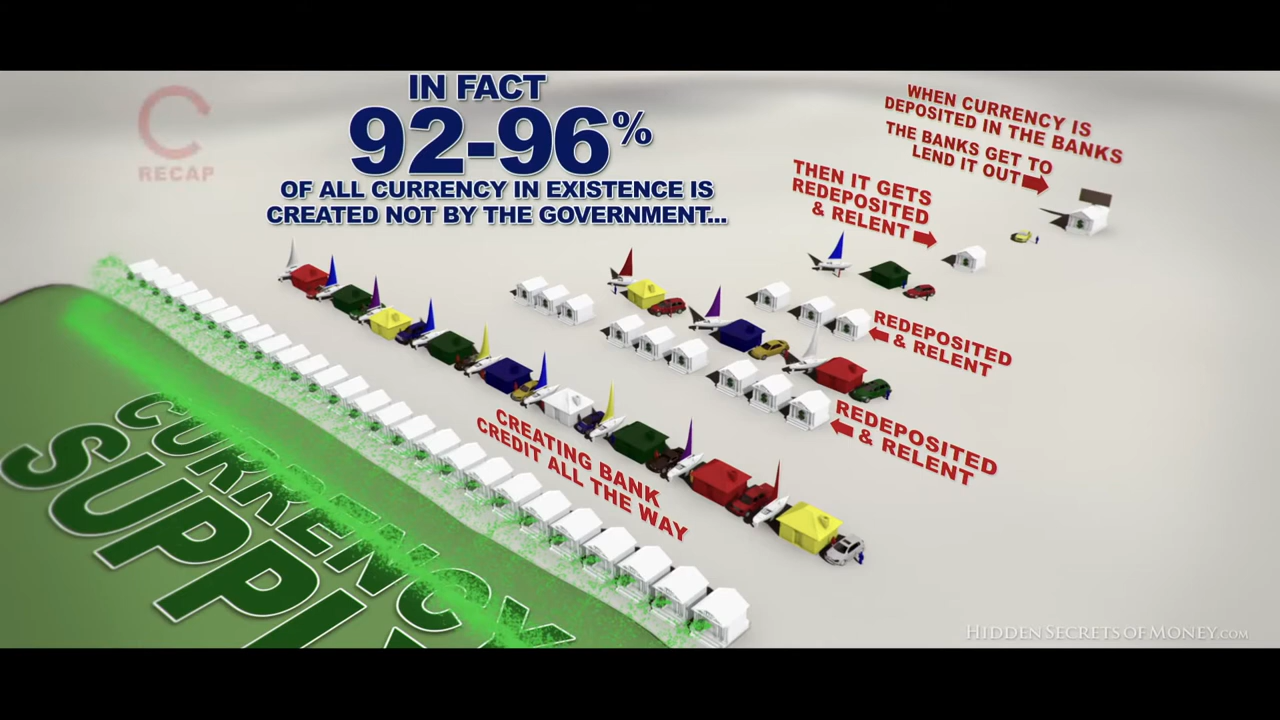 IN FACT
92-96%
OF ALL CURRENCY IN EXISTENCE IS
CREATED NOT BY THE GOVERNMENT...
C
RECAP
WHEN CURRENCY IS
DEPOSITED IN THE BANKS
THE BANKS GET TO
LEND IT OUT
THEN IT GETS
REDEPOSITED
& RELENT
REDEPOSITED
& RELENT
REDEPOSITED
& RELENT
CREATING BANK
CREDIT ALL THE WAY
CURRENCY
SUPPL
HIDDEN SECRETS OF MONEY.COM